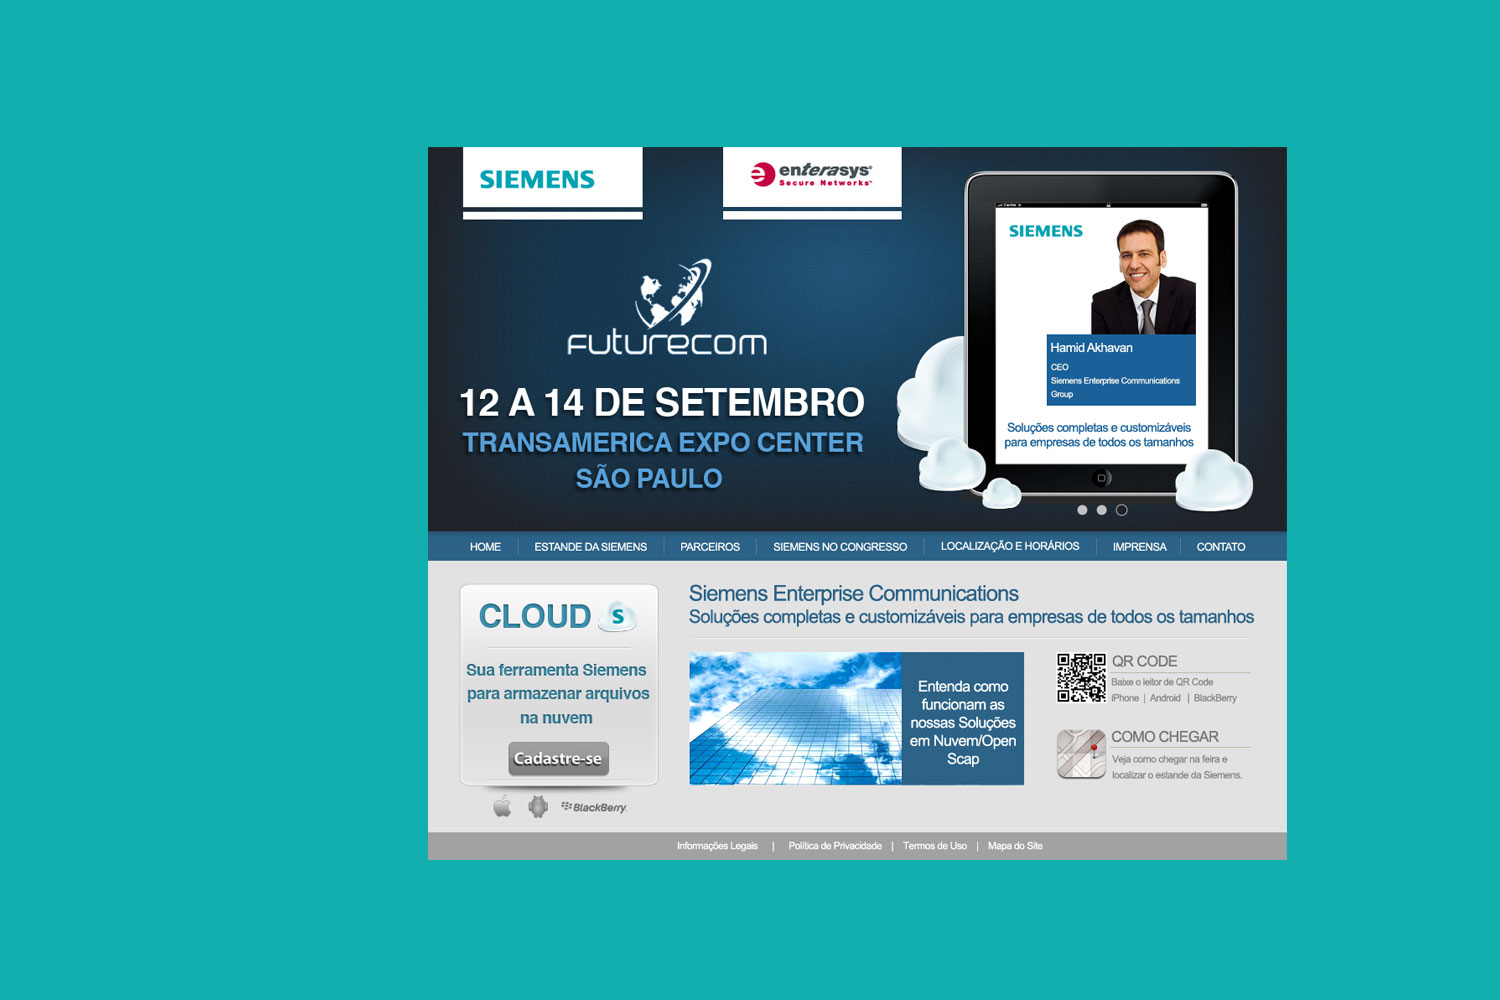 SIEMENS
enterasys®
Secure Networks™
Carrier
SIEMENS
Hamid Akhavan
CEO
Siemens Enterprise Communications
Group
Soluções completas e customizáveis
para empresas de todos os tamanhos
futurecom
12 A 14 DE SETEMBRO
TRANSAMERICA EXPO CENTER
SÃO PAULO
HOME | ESTANDE DA SIEMENS | PARCEIROS | SIEMENS NO CONGRESSO | LOCALIZAÇÃO E HORÁRIOS | IMPRENSA | CONTATO
CLOUD S
Sua ferramenta Siemens
para armazenar arquivos
na nuvem
Cadastre-se
BlackBerry.
Siemens Enterprise Communications
Soluções completas e customizáveis para empresas de todos os tamanhos
Entenda como
funcionam as
nossas Soluções
em Nuvem/Open
Scap
QR CODE
Baixe o leitor de QR Code
iPhone | Android | BlackBerry
COMO CHEGAR
Veja como chegar na feira e
localizar o estande da Siemens.
Informações Legais | Política de Privacidade | Termos de Uso | Mapa do Site